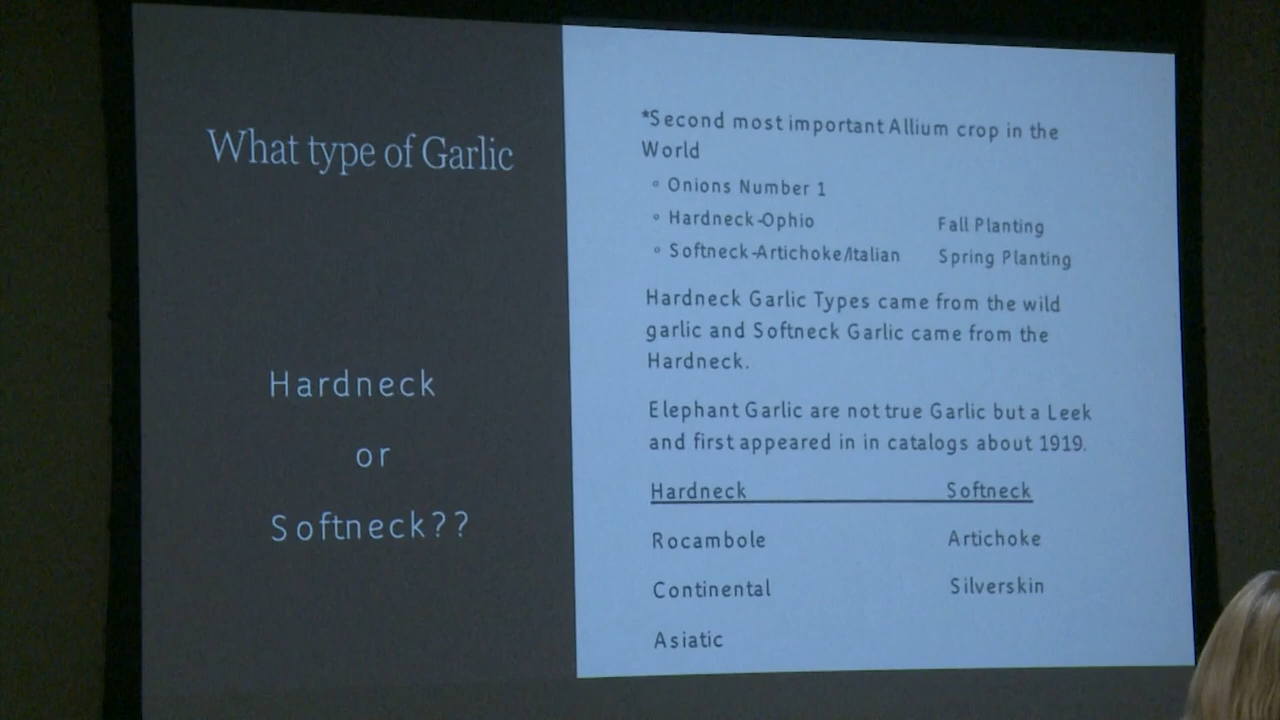 What type of Garlic
Hardneck
or
Softneck??
*Second most important Allium crop in the
World
◦ Onions Number 1
◦ Hardneck-Ophio Fall Planting
◦ Softneck-Artichoke/Italian Spring Planting
Hardneck Garlic Types came from the wild
garlic and Softneck Garlic came from the
Hardneck.
Elephant Garlic are not true Garlic but a Leek
and first appeared in in catalogs about 1919.
Hardneck Softneck
Rocambole Artichoke
Continental Silverskin
Asiatic